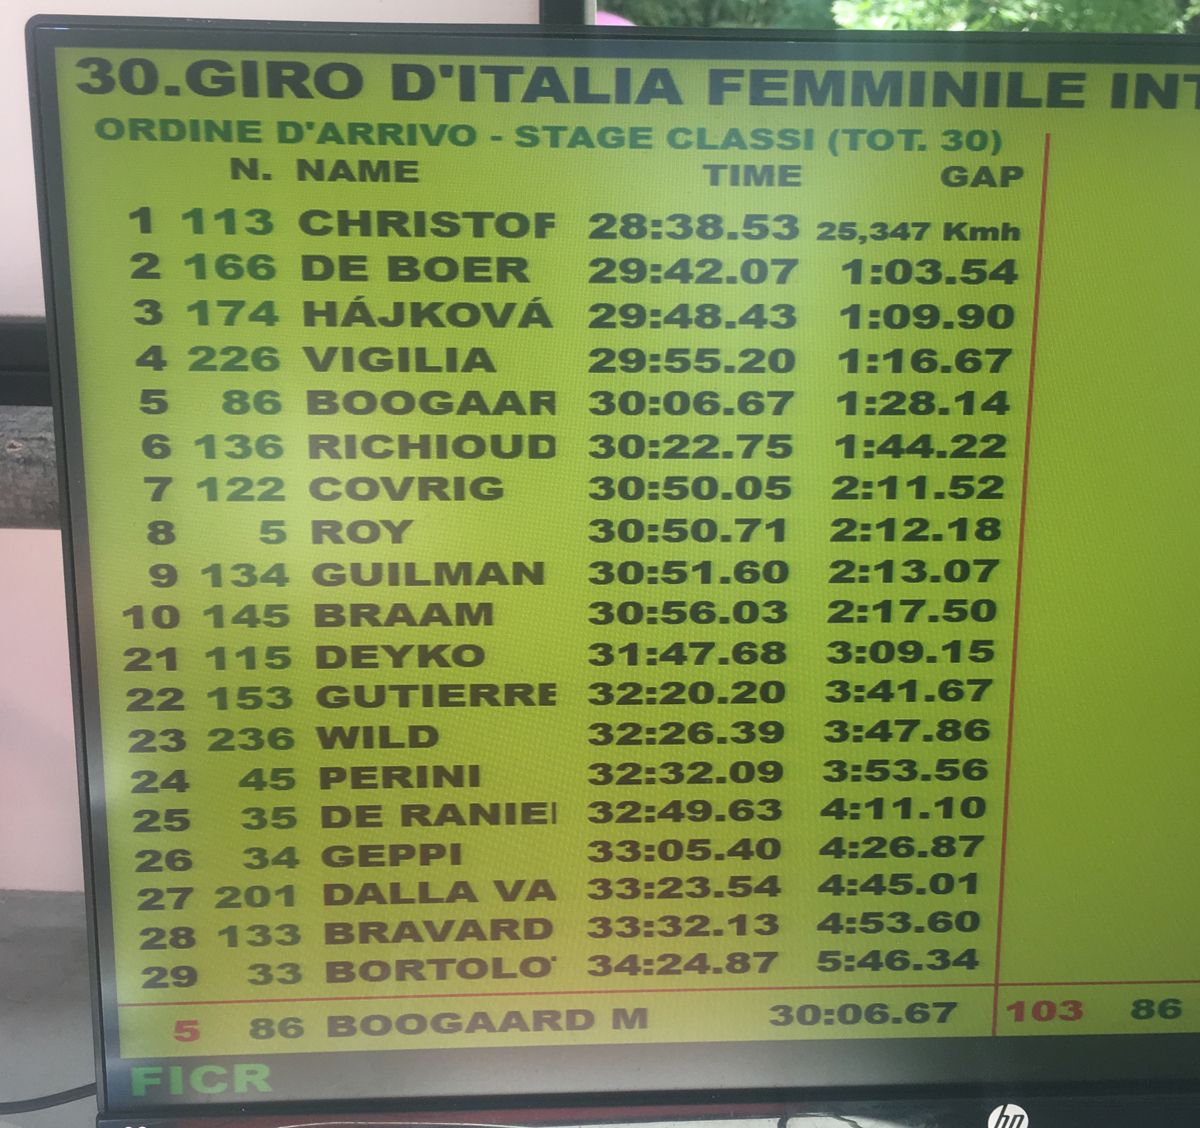 30.GIRO D'ITALIA FEMMINILE INT
ORDINE D'ARRIVO - STAGE CLASSI (TOT. 30)
N. NAME TIME GAP
1 113 CHRISTOF 28:38.53 25,347 Kmh
2 166 DE BOER 29:42.07 1:03.54
3 174 HÁJKOVÁ 29:48.43 1:09.90
4 226 VIGILIA 29:55.20 1:16.67
5 86 BOOGAAR 30:06.67 1:28.14
6 136 RICHIOUD 30:22.75 1:44.22
7 122 COVRIG 30:50.05 2:11.52
8 5 ROY 30:50.71 2:12.18
9 134 GUILMAN 30:51.60 2:13.07
10 145 BRAAM 30:56.03 2:17.50
21 115 DEYKO 31:47.68 3:09.15
22 153 GUTIERRE 32:20.20 3:41.67
23 236 WILD 32:26.39 3:47.86
24 45 PERINI 32:32.09 3:53.56
25 35 DE RANIEI 32:49.63 4:11.10
26 34 GEPPI 33:05.40 4:26.87
27 201 DALLA VA 33:23.54 4:45.01
28 133 BRAVARD 33:32.13 4:53.60
29 33 BORTOLO 34:24.87 5:46.34
5 86 BOOGAARD M 30:06.67 103 86
FICR
hp